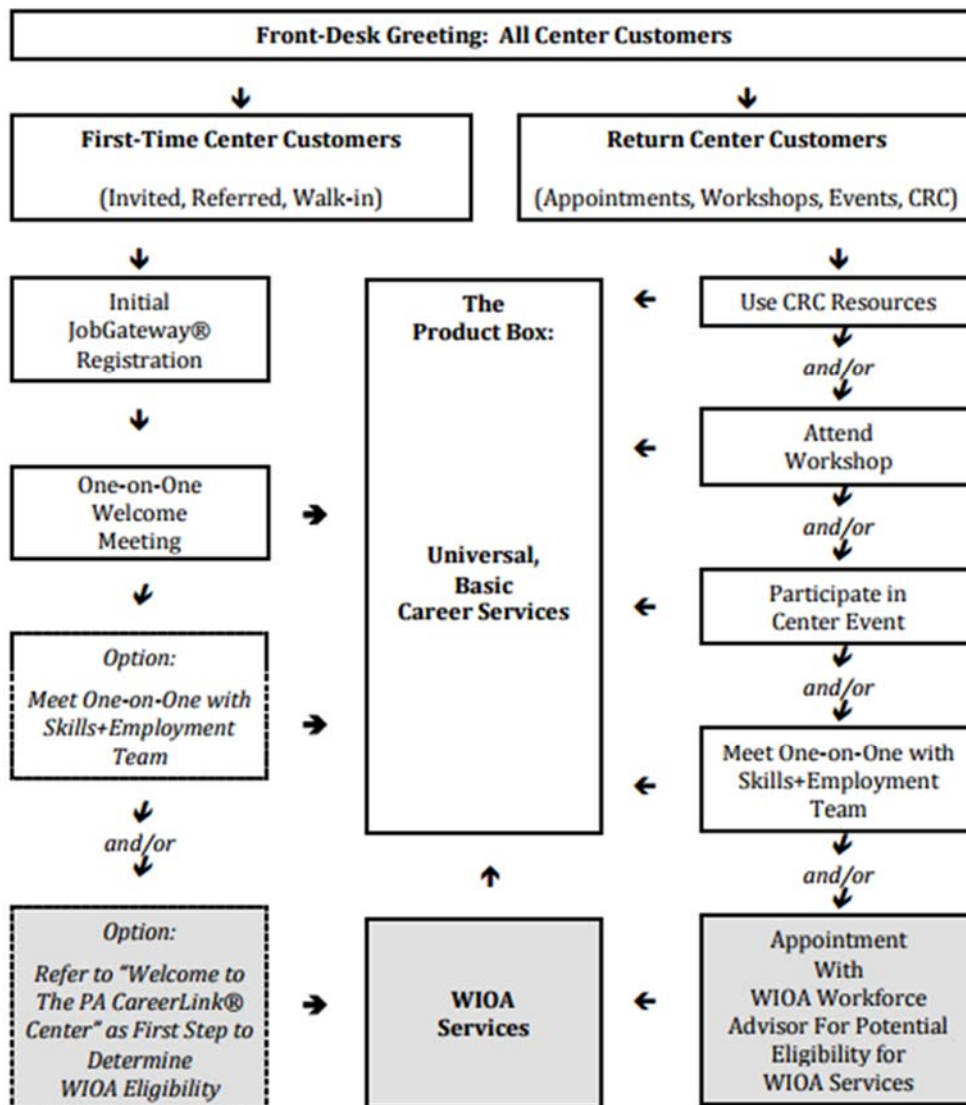 Front-Desk Greeting: All Center Customers
First-Time Center Customers
(Invited, Referred, Walk-in)
Return Center Customers
(Appointments, Workshops, Events, CRC)
Initial
JobGateway®
Registration
One-on-One
Welcome
Meeting
Option:
Meet One-on-One with
Skills+Employment
Team
and/or
Option:
Refer to "Welcome to
The PA CareerLink®
Center" as First Step to
Determine
WIOA Eligibility
The
Product Box:
Universal,
Basic
Career Services
WIOA
Services
Use CRC Resources
and/or
Attend
Workshop
and/or
Participate in
Center Event
and/or
Meet One-on-One with
Skills+Employment
Team
and/or
Appointment
With
WIOA Workforce
Advisor For Potential
Eligibility for
WIOA Services